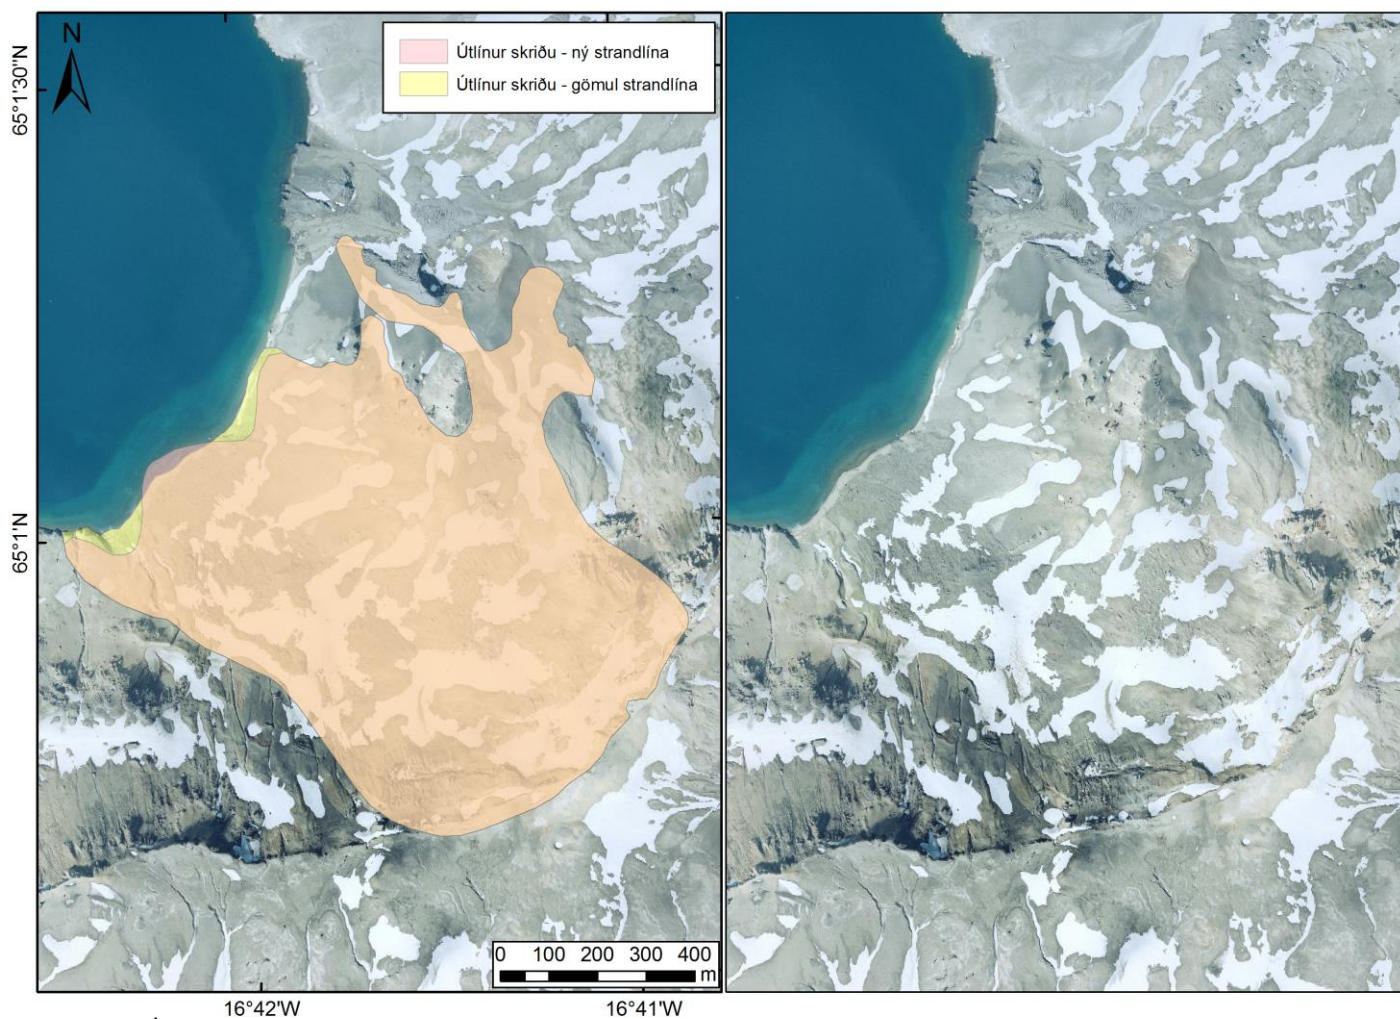 N
Útlínur skriðu - ný strandlína
Útlínur skriðu - gömul strandlína
65°1'30"N
65°1'N
0 100 200 300 400
m
16°42'W 16°41'W